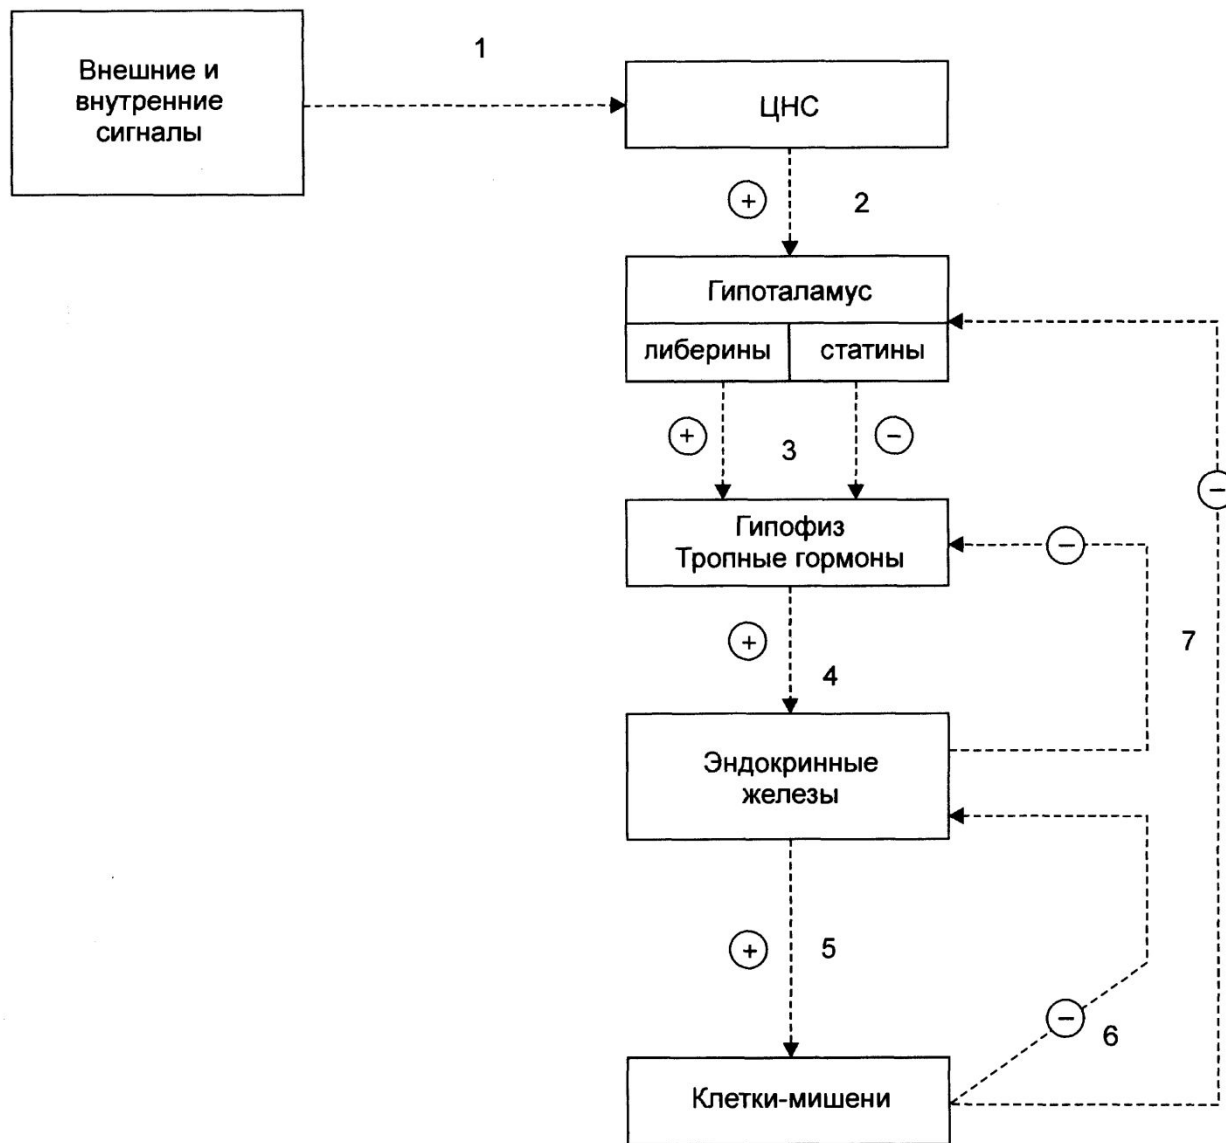 Внешние и
внутренние
сигналы
1
ЦНС
+
2
Гипоталамус
либерины
статины
+
3
−
Гипофиз
Тропные гормоны
−
−
+
4
7
Эндокринные
железы
+
5
−
6
Клетки-мишени